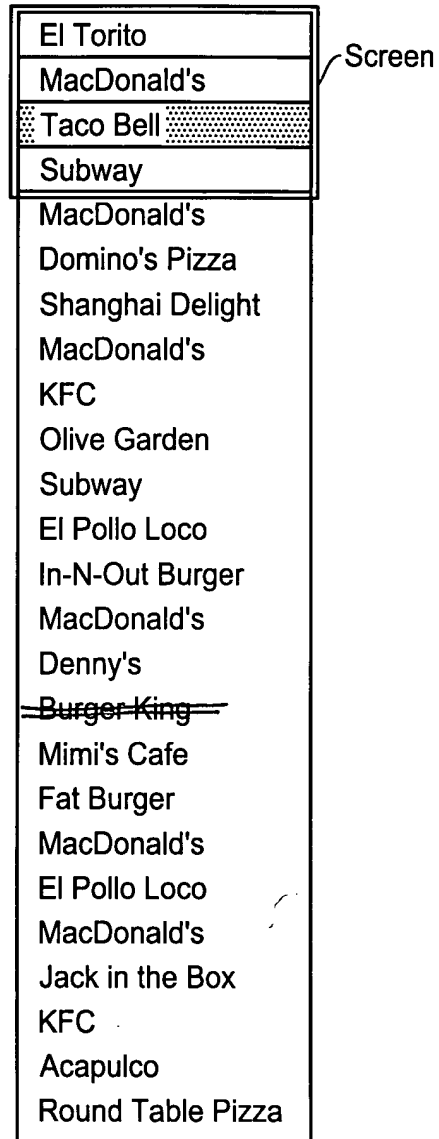 El Torito
Screen
MacDonald's
Taco Bell
Subway
MacDonald's
Domino's Pizza
Shanghai Delight
MacDonald's
KFC
Olive Garden
Subway
El Pollo Loco
In-N-Out Burger
MacDonald's
Denny's
Burger King
Mimi's Cafe
Fat Burger
MacDonald's
El Pollo Loco
MacDonald's
Jack in the Box
KFC
Acapulco
Round Table Pizza